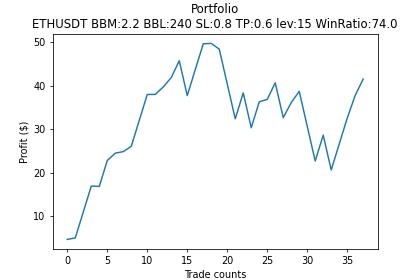 Portfolio
ETHUSDT BBM:2.2 BBL:240 SL:0.8 TP:0.6 lev:15 WinRatio:74.0
50
40
30
20
10
Profit ($)
0 5 10 15 20 25 30 35
Trade counts